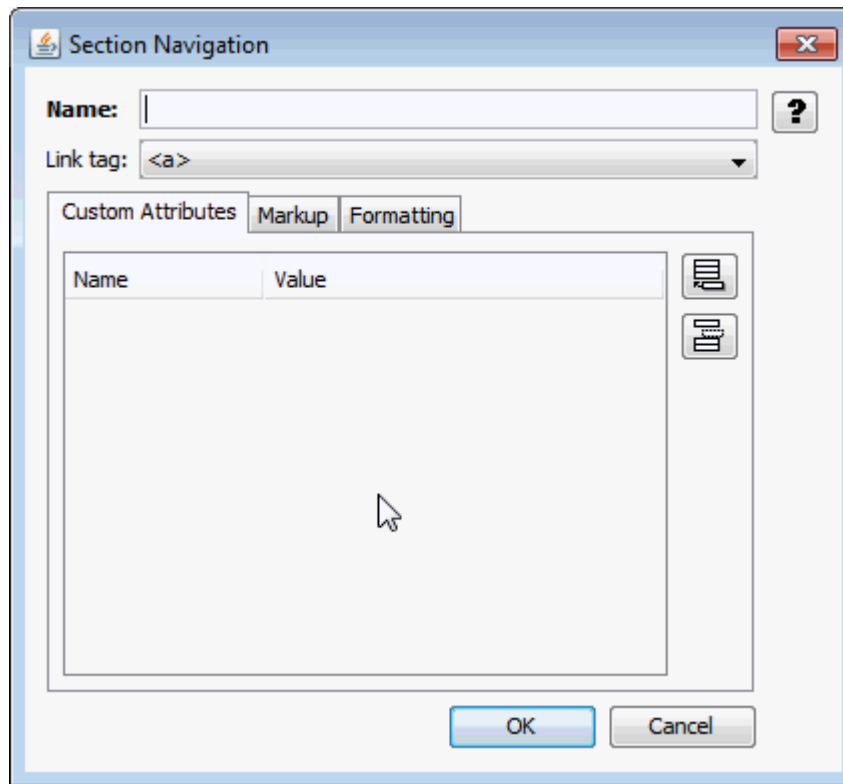 Section Navigation
Name:
?
Link tag: <a>
Custom Attributes Markup Formatting
Name Value
OK Cancel